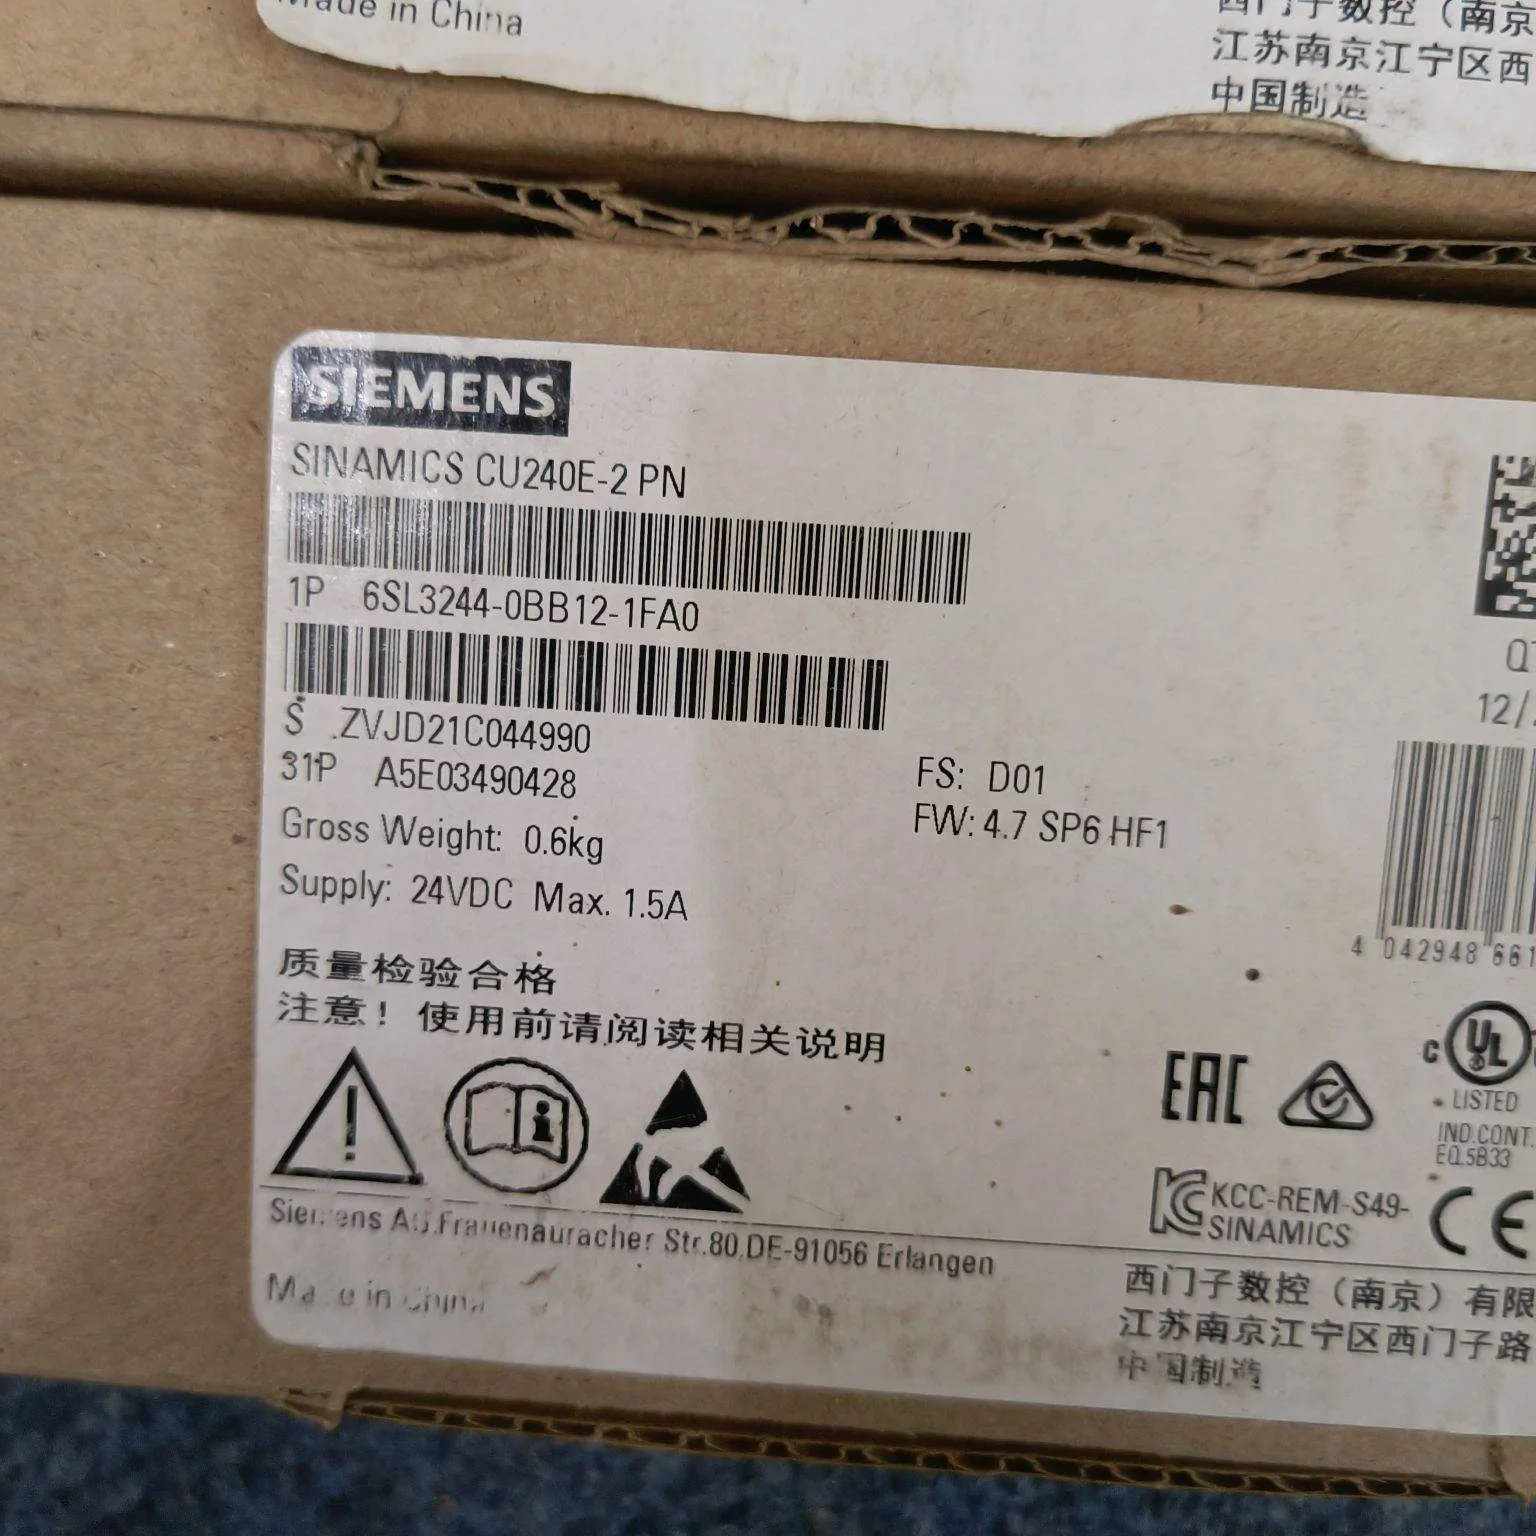 Made in China
西门子数控（南京
江苏南京江宁区西
中国制造
SIEMENS
SINAMICS CU240E-2 PN
1P 6SL3244-0BB12-1FA0
S ZVJD21C044990
31P A5E03490428
FS: D01
FW: 4.7 SP6 HF1
Gross Weight: 0.6kg
Supply: 24VDC Max. 1.5A
12/
4 042948 661
质量检验合格
注意！使用前请阅读相关说明
EAC
C UL
LISTED
IND.CONT.
EQ.5B33
KCC-REM-S49-
SINAMICS
CE
Siemens AG,Frauenauracher Str.80,DE-91056 Erlangen
Made in China
西门子数控（南京）有限
江苏南京江宁区西门子路
中国制造